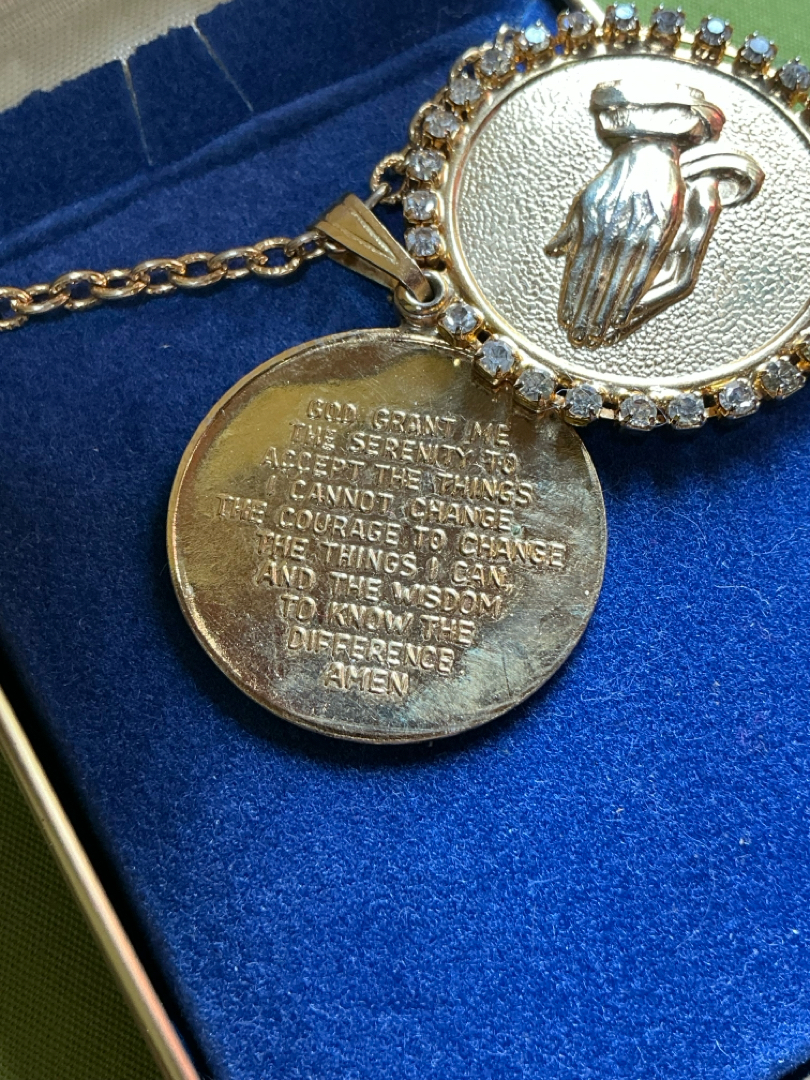 GOD GRANT ME
THE SERENITY TO
ACCEPT THE THINGS
I CANNOT CHANGE,
THE COURAGE TO CHANGE
THE THINGS I CAN,
AND THE WISDOM
TO KNOW THE
DIFFERENCE
AMEN